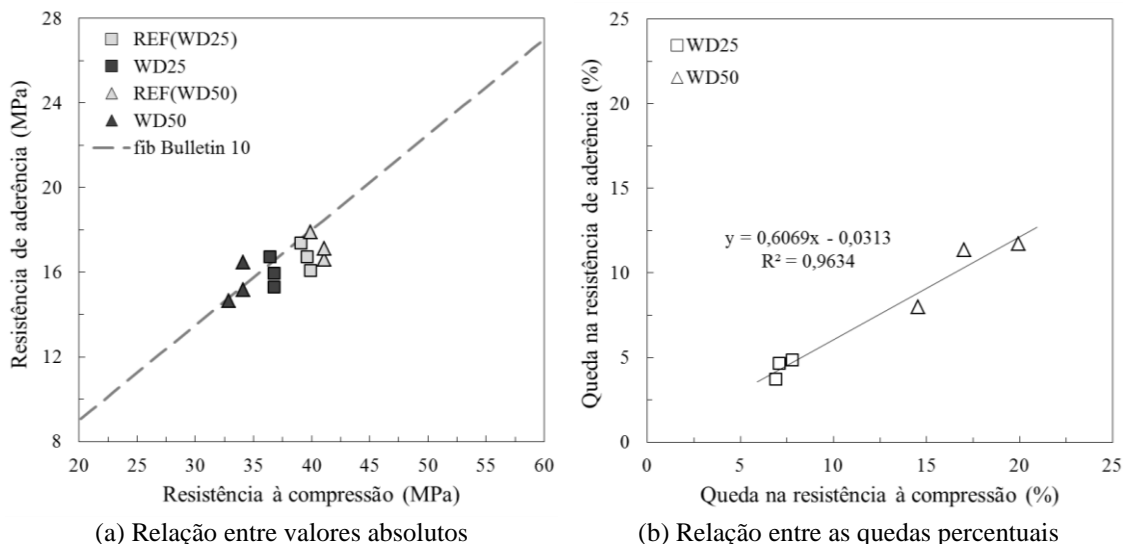 28
24
20
16
12
8
20
25
30
35
40
45
50
55
60
Resistência de aderência (MPa)
Resistência à compressão (MPa)
REF(WD25)
WD25
REF(WD50)
WD50
fib Bulletin 10
(a) Relação entre valores absolutos
25
20
15
10
5
0
0
5
10
15
20
25
Queda na resistência de aderência (%)
Queda na resistência à compressão (%)
WD25
WD50
y = 0,6069x - 0,0313
R² = 0,9634
(b) Relação entre as quedas percentuais